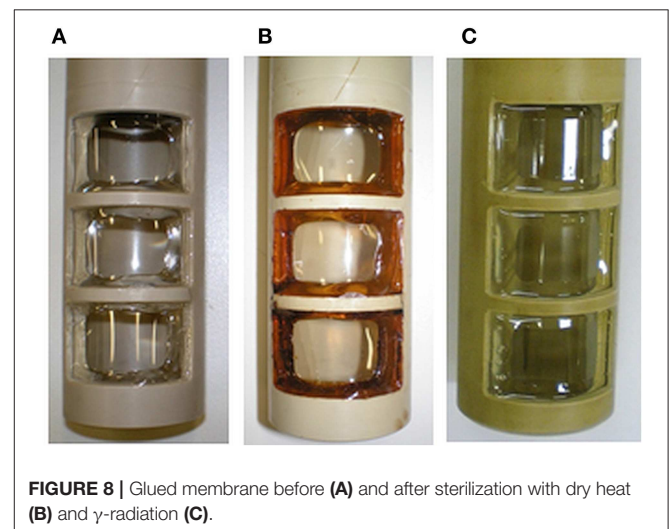 A B C
FIGURE 8 | Glued membrane before (A) and after sterilization with dry heat
(B) and γ-radiation (C).